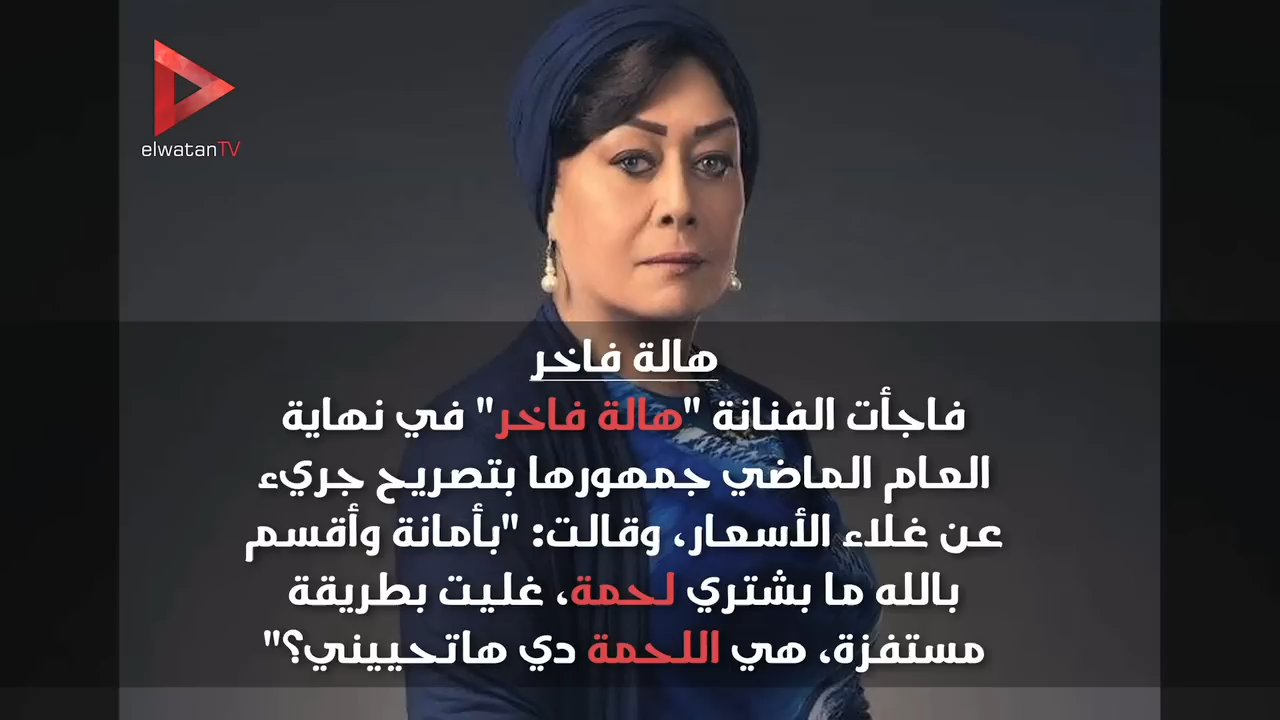 elwatanTV
هالة فاخر
فاجأت الفنانة "هالة فاخر" في نهاية
العام الماضي جمهورها بتصريح جريء
عن غلاء الأسعار، وقالت: "بأمانة وأقسم
بالله ما بشتري لحمة، غليت بطريقة
مستفزة، هي اللحمة دي هاتحييني؟"